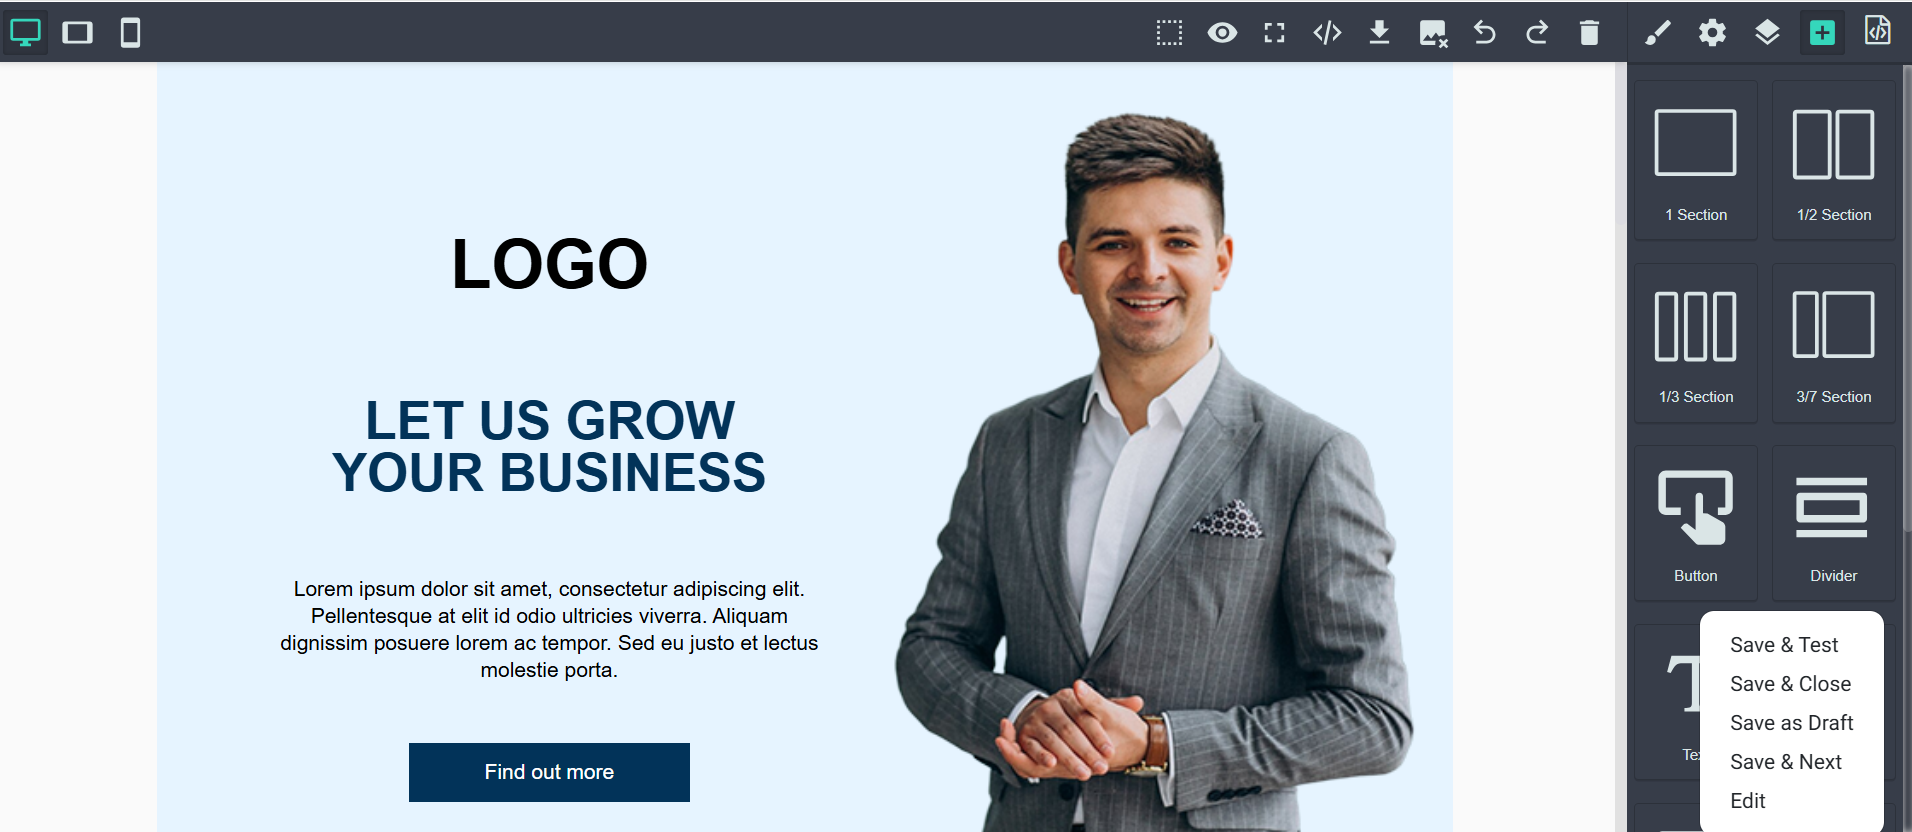 LOGO
LET US GROW
YOUR BUSINESS
Lorem ipsum dolor sit amet, consectetur adipiscing elit.
Pellentesque at elit id odio ultricies viverra. Aliquam
dignissim posuere lorem ac tempor. Sed eu justo et lectus
molestie porta.
Find out more
1 Section
1/2 Section
1/3 Section
3/7 Section
Button
Divider
Save & Test
Save & Close
Save as Draft
Save & Next
Edit